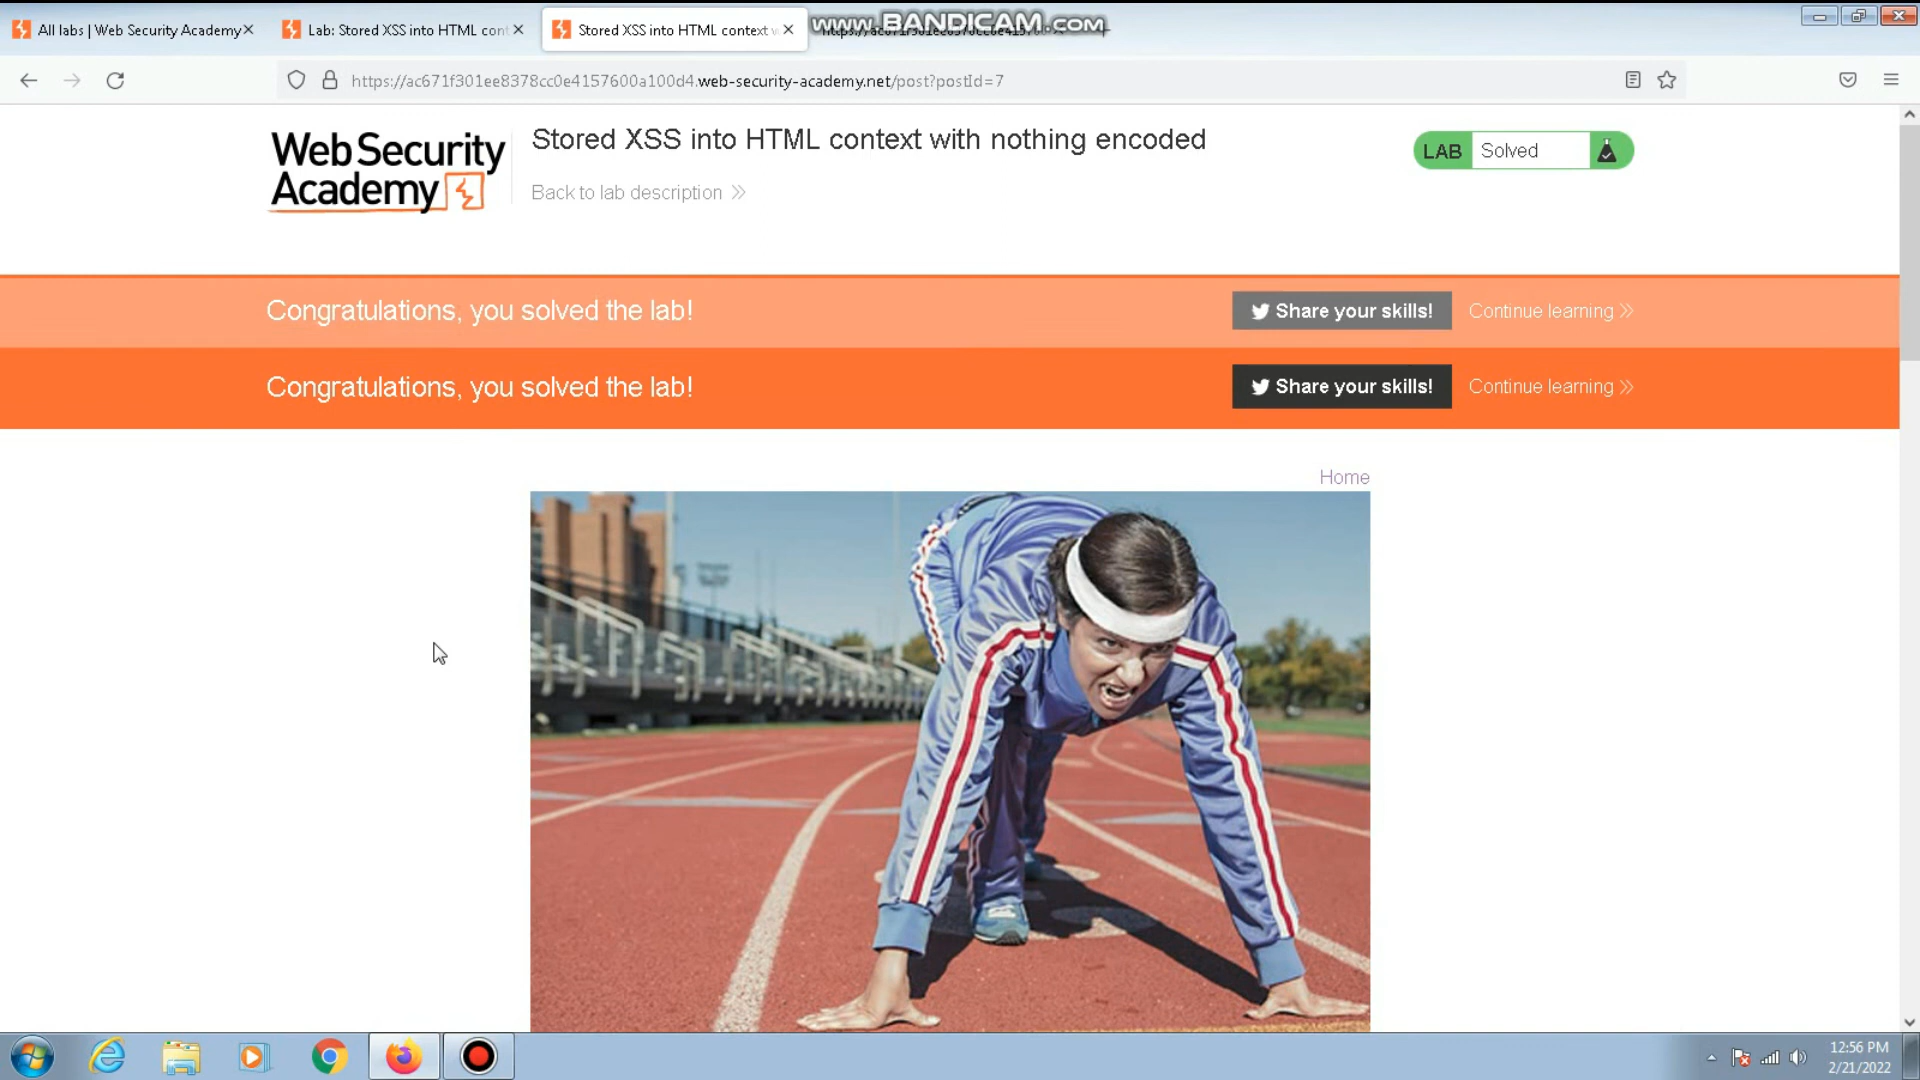 All labs | Web Security Academy
Lab: Stored XSS into HTML con
Stored XSS into HTML context w
www.BANDICAM.com
https://ac671f301ee8378cc0e4157600a100d4.web-security-academy.net/post?postId=7
Web Security
Academy
Stored XSS into HTML context with nothing encoded
Back to lab description
LAB Solved
Congratulations, you solved the lab!
Share your skills!
Continue learning
Congratulations, you solved the lab!
Share your skills!
Continue learning
Home
12:56 PM
2/21/2022